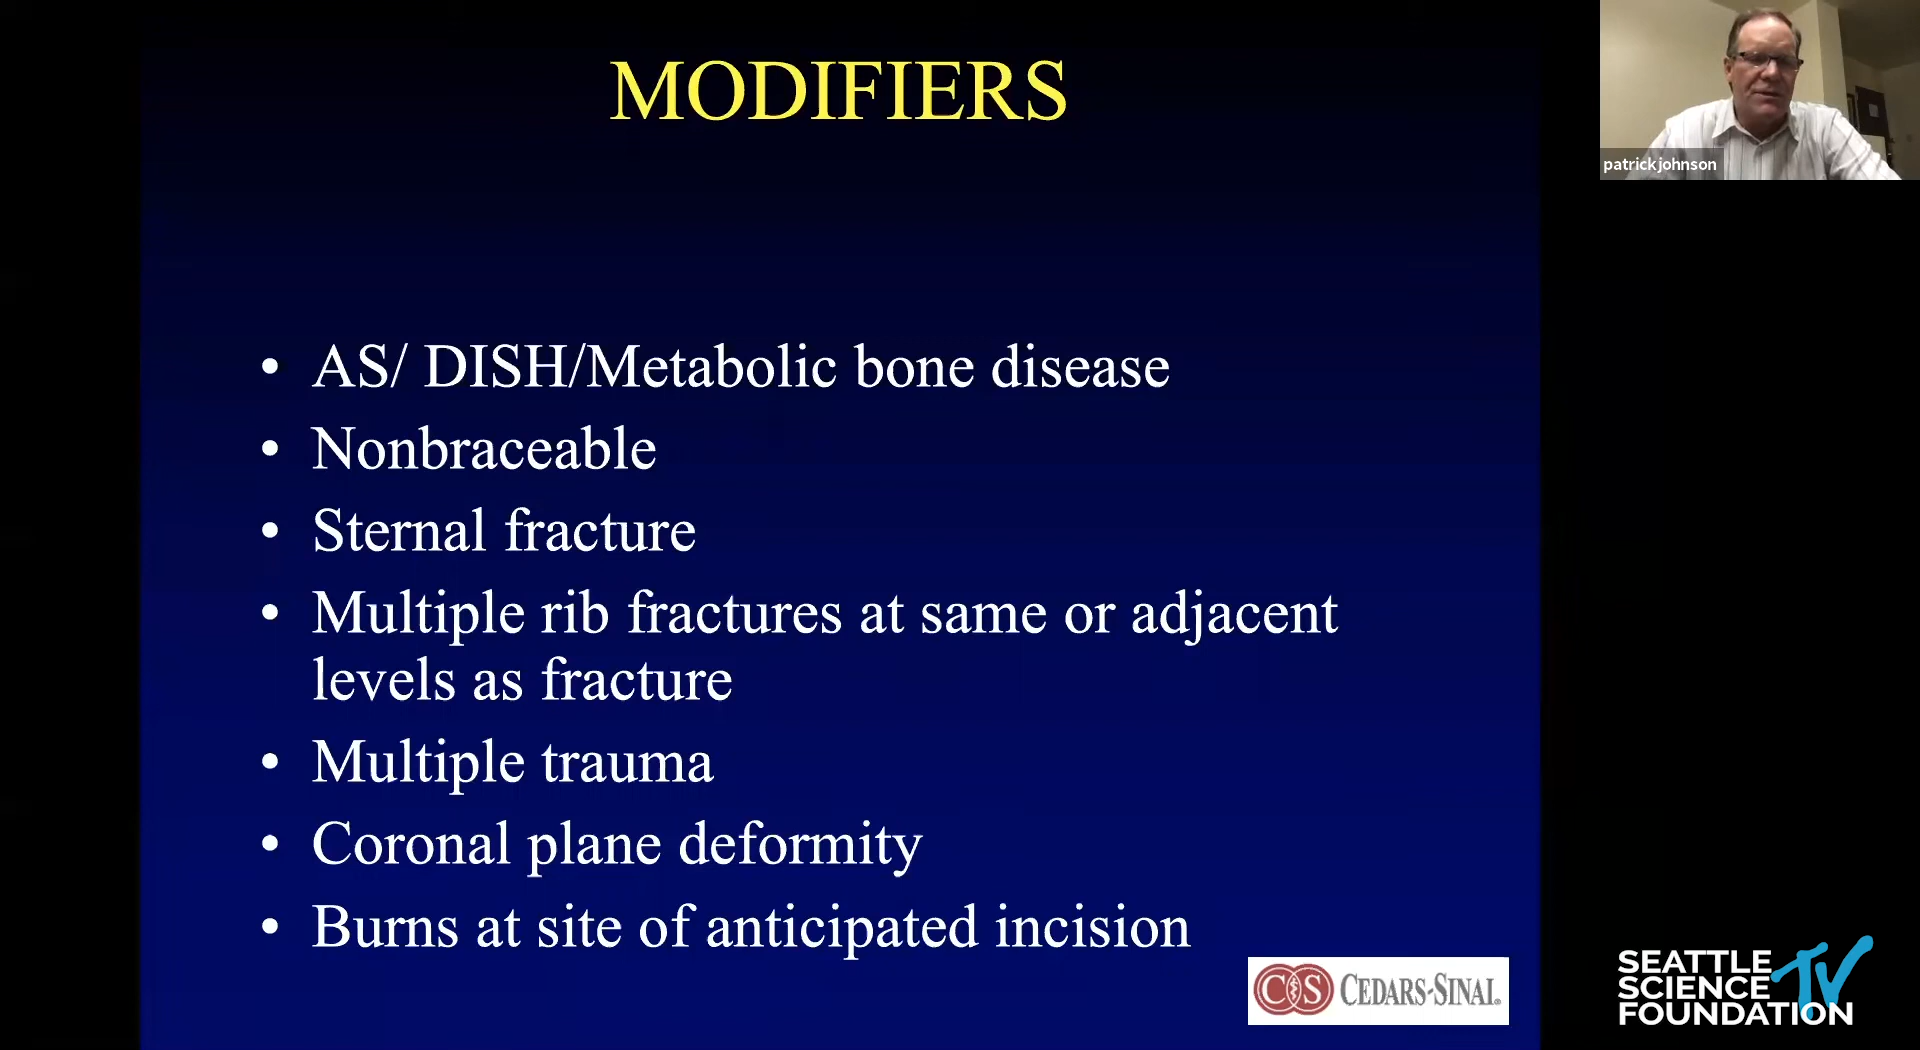 MODIFIERS
patrick johnson
• AS/ DISH/Metabolic bone disease
• Nonbraceable
• Sternal fracture
• Multiple rib fractures at same or adjacent
levels as fracture
• Multiple trauma
• Coronal plane deformity
• Burns at site of anticipated incision
CS CEDARS-SINAI®
SEATTLE
SCIENCE TV
FOUNDATION